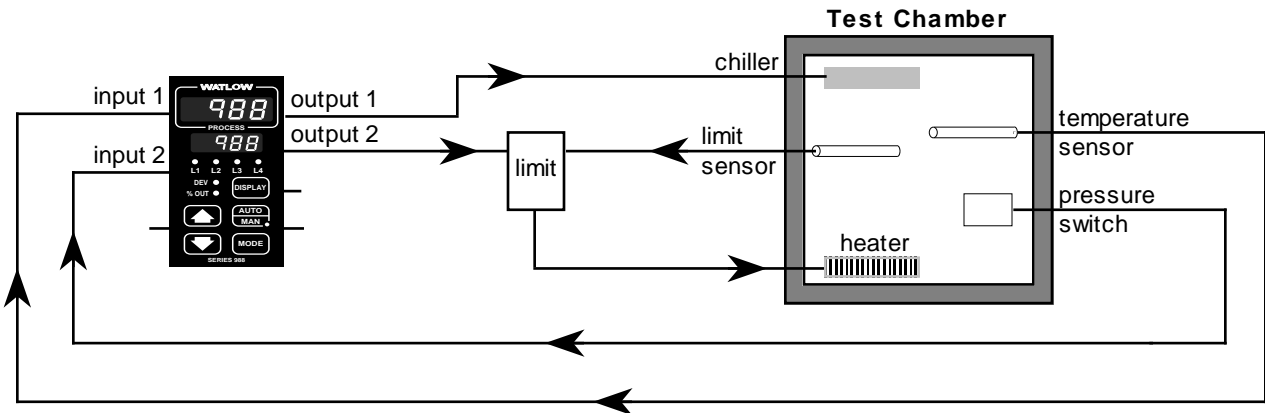 Test Chamber
chiller
input 1
WATLOW
988
PROCESS
988
output 1
output 2
input 2
L1 L2 L3 L4
DEV
% OUT
DISPLAY
AUTO
MAN
MODE
SERIES 988
limit
limit
sensor
temperature
sensor
pressure
switch
heater